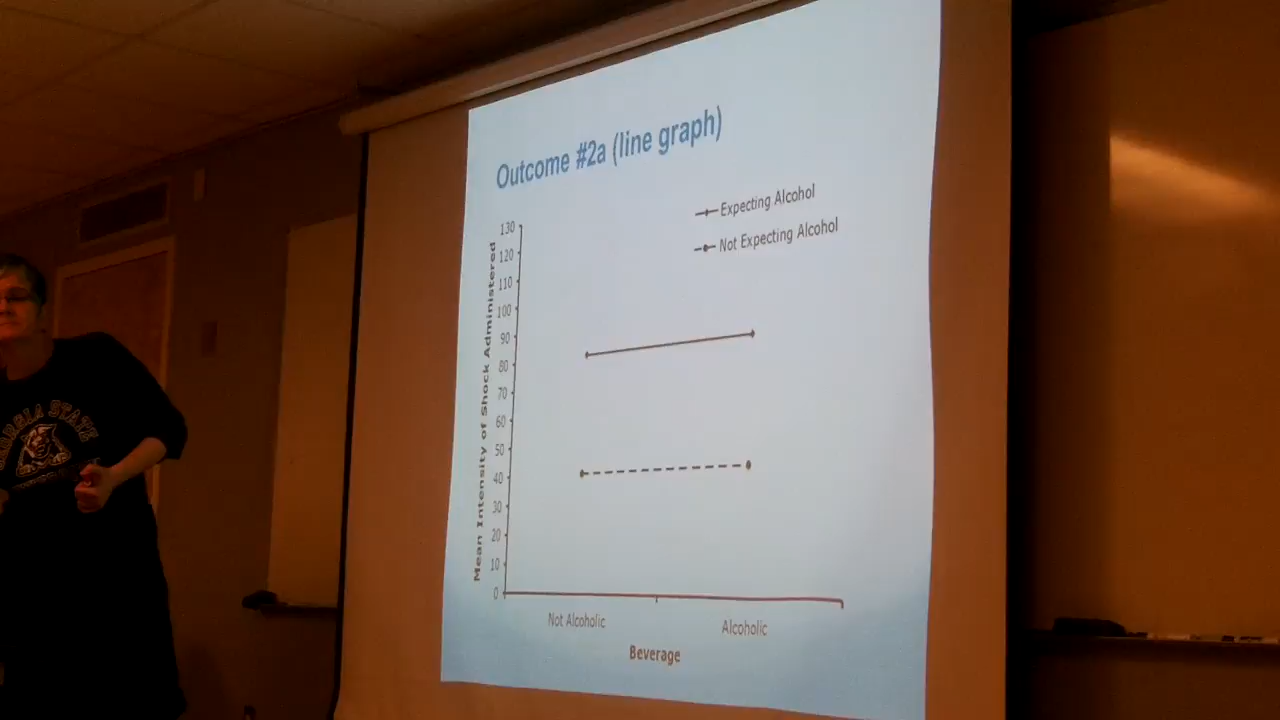 Outcome #2a (line graph)
Expecting Alcohol
Not Expecting Alcohol
130
120
110
100
90
80
70
60
50
40
30
20
10
0
Mean Intensity of Shock Administered
Not Alcoholic
Alcoholic
Beverage
STATE